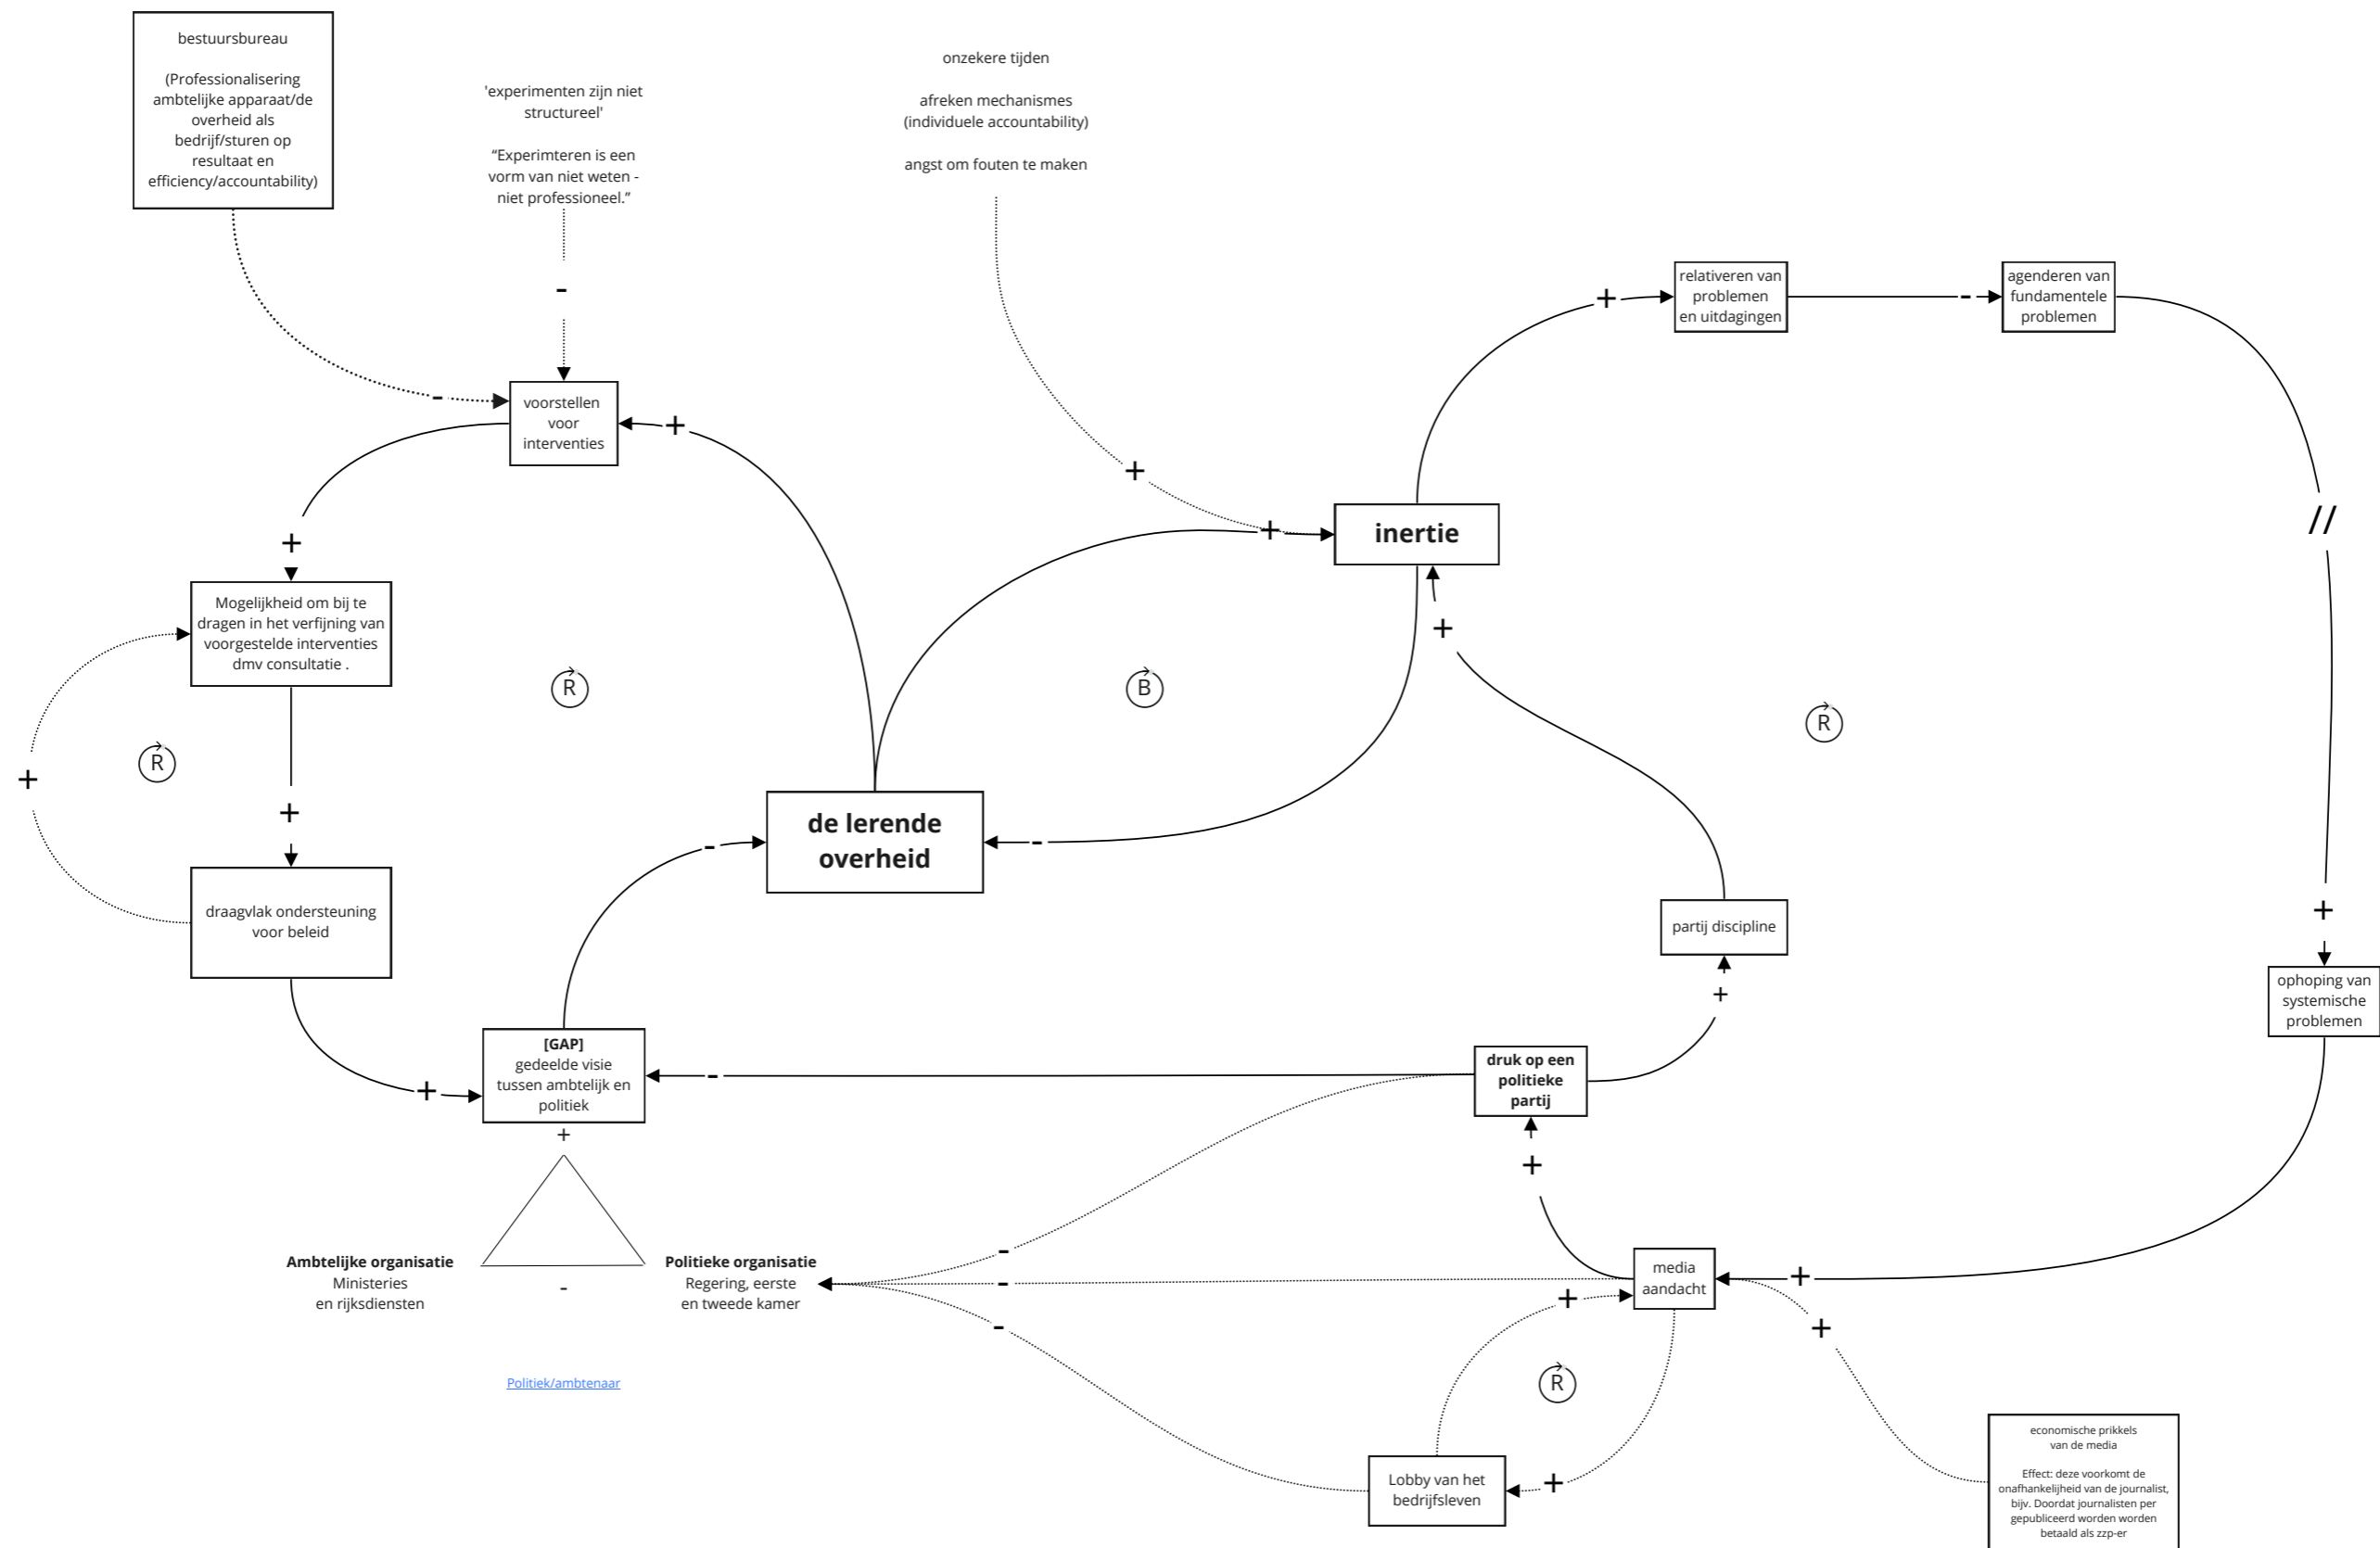 bestuursbureau
(Professionalisering
ambtelijke apparaat/de
overheid als
bedrijf/sturen op
resultaat en
efficiency/accountability)
'experimenten zijn niet
structureel'
“Experimteren is een
vorm van niet weten -
niet professioneel.”
onzekere tijden
afreken mechanismes
(individuele accountability)
angst om fouten te maken
relativeren van
problemen
en uitdagingen
agenderen van
fundamentele
problemen
+
-
-
-
voorstellen
voor
interventies
+
+
+
inertie
//
+
Mogelijkheid om bij te
dragen in het verfijning van
voorgestelde interventies
dmv consultatie .
+
R
B
R
R
+
+
de lerende
overheid
-
-
draagvlak ondersteuning
voor beleid
partij discipline
+
+
ophoping van
systemische
problemen
[GAP]
gedeelde visie
tussen ambtelijk en
politiek
+
-
druk op een
politieke
partij
+
+
Ambtelijke organisatie
Ministeries
en rijksdiensten
-
Politieke organisatie
Regering, eerste
en tweede kamer
-
-
-
media
aandacht
+
+
+
R
Politiek/ambtenaar
Lobby van het
bedrijfsleven
+
economische prikkels
van de media
Effect: deze voorkomt de
onafhankelijheid van de journalist,
bijv. Doordat journalisten per
gepubliceerd worden worden
betaald als zzp-er